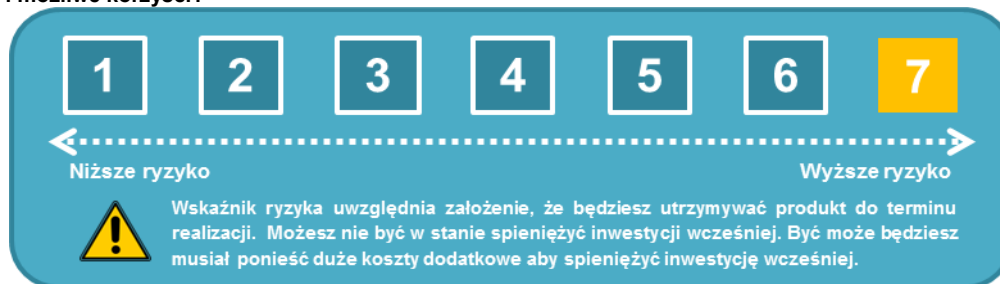 i możliwe korzyści?
1 2 3 4 5 6 7
Niższe ryzyko Wyższe ryzyko
Wskaźnik ryzyka uwzględnia założenie, że będziesz utrzymywać produkt do terminu
realizacji. Możesz nie być w stanie spieniężyć inwestycji wcześniej. Być może będziesz
musiał ponieść duże koszty dodatkowe aby spieniężyć inwestycję wcześniej.